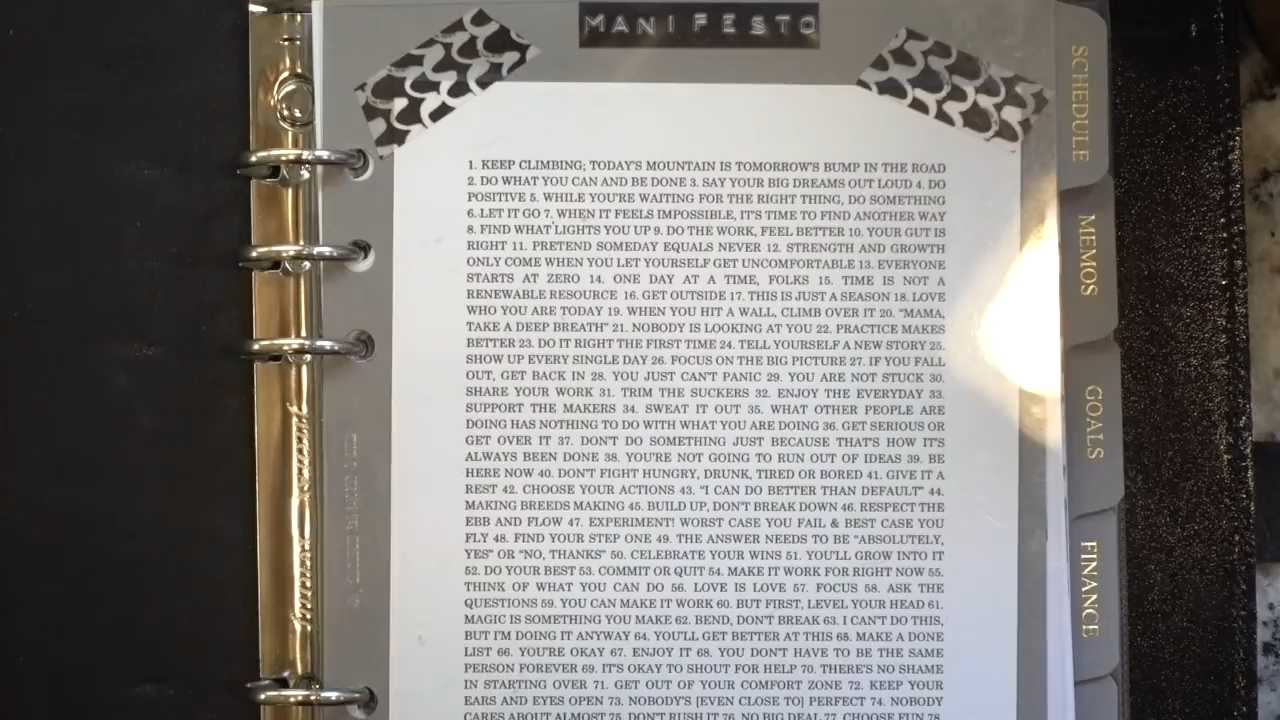 MANIFESTO
1. KEEP CLIMBING; TODAY'S MOUNTAIN IS TOMORROW'S BUMP IN THE ROAD
2. DO WHAT YOU CAN AND BE DONE 3. SAY YOUR BIG DREAMS OUT LOUD 4. DO
POSITIVE 5. WHILE YOU'RE WAITING FOR THE RIGHT THING, DO SOMETHING
6. LET IT GO 7. WHEN IT FEELS IMPOSSIBLE, IT'S TIME TO FIND ANOTHER WAY
8. FIND WHAT LIGHTS YOU UP 9. DO THE WORK, FEEL BETTER 10. YOUR GUT IS
RIGHT 11. PRETEND SOMEDAY EQUALS NEVER 12. STRENGTH AND GROWTH
ONLY COME WHEN YOU LET YOURSELF GET UNCOMFORTABLE 13. EVERYONE
STARTS AT ZERO 14. ONE DAY AT A TIME, FOLKS 15. TIME IS NOT A
RENEWABLE RESOURCE 16. GET OUTSIDE 17. THIS IS JUST A SEASON 18. LOVE
WHO YOU ARE TODAY 19. WHEN YOU HIT A WALL, CLIMB OVER IT 20. "MAMA,
TAKE A DEEP BREATH" 21. NOBODY IS LOOKING AT YOU 22. PRACTICE MAKES
BETTER 23. DO IT RIGHT THE FIRST TIME 24. TELL YOURSELF A NEW STORY 25.
SHOW UP EVERY SINGLE DAY 26. FOCUS ON THE BIG PICTURE 27. IF YOU FALL
OUT, GET BACK IN 28. YOU JUST CAN'T PANIC 29. YOU ARE NOT STUCK 30.
SHARE YOUR WORK 31. TRIM THE SUCKERS 32. ENJOY THE EVERYDAY 33.
SUPPORT THE MAKERS 34. SWEAT IT OUT 35. WHAT OTHER PEOPLE ARE
DOING HAS NOTHING TO DO WITH WHAT YOU ARE DOING 36. GET SERIOUS OR
GET OVER IT 37. DON'T DO SOMETHING JUST BECAUSE THAT'S HOW IT'S
ALWAYS BEEN DONE 38. YOU'RE NOT GOING TO RUN OUT OF IDEAS 39. BE
HERE NOW 40. DON'T FIGHT HUNGRY, DRUNK, TIRED OR BORED 41. GIVE IT A
REST 42. CHOOSE YOUR ACTIONS 43. "I CAN DO BETTER THAN DEFAULT" 44.
MAKING BREEDS MAKING 45. BUILD UP, DON'T BREAK DOWN 46. RESPECT THE
EBB AND FLOW 47. EXPERIMENT! WORST CASE YOU FAIL & BEST CASE YOU
FLY 48. FIND YOUR STEP ONE 49. THE ANSWER NEEDS TO BE "ABSOLUTELY,
YES" OR "NO, THANKS" 50. CELEBRATE YOUR WINS 51. YOU'LL GROW INTO IT
52. DO YOUR BEST 53. COMMIT OR QUIT 54. MAKE IT WORK FOR RIGHT NOW 55.
THINK OF WHAT YOU CAN DO 56. LOVE IS LOVE 57. FOCUS 58. ASK THE
QUESTIONS 59. YOU CAN MAKE IT WORK 60. BUT FIRST, LEVEL YOUR HEAD 61.
MAGIC IS SOMETHING YOU MAKE 62. BEND, DON'T BREAK 63. I CAN'T DO THIS,
BUT I'M DOING IT ANYWAY 64. YOU'LL GET BETTER AT THIS 65. MAKE A DONE
LIST 66. YOU'RE OKAY 67. ENJOY IT 68. YOU DON'T HAVE TO BE THE SAME
PERSON FOREVER 69. IT'S OKAY TO SHOUT FOR HELP 70. THERE'S NO SHAME
IN STARTING OVER 71. GET OUT OF YOUR COMFORT ZONE 72. KEEP YOUR
EARS AND EYES OPEN 73. NOBODY'S [EVEN CLOSE TO] PERFECT 74. NOBODY
CARES ABOUT ALMOST 75. DON'T RUSH IT 76. NO BIG DEAL 77. CHOOSE FUN 78.
SCHEDULE
MEMOS
GOALS
FINANCE